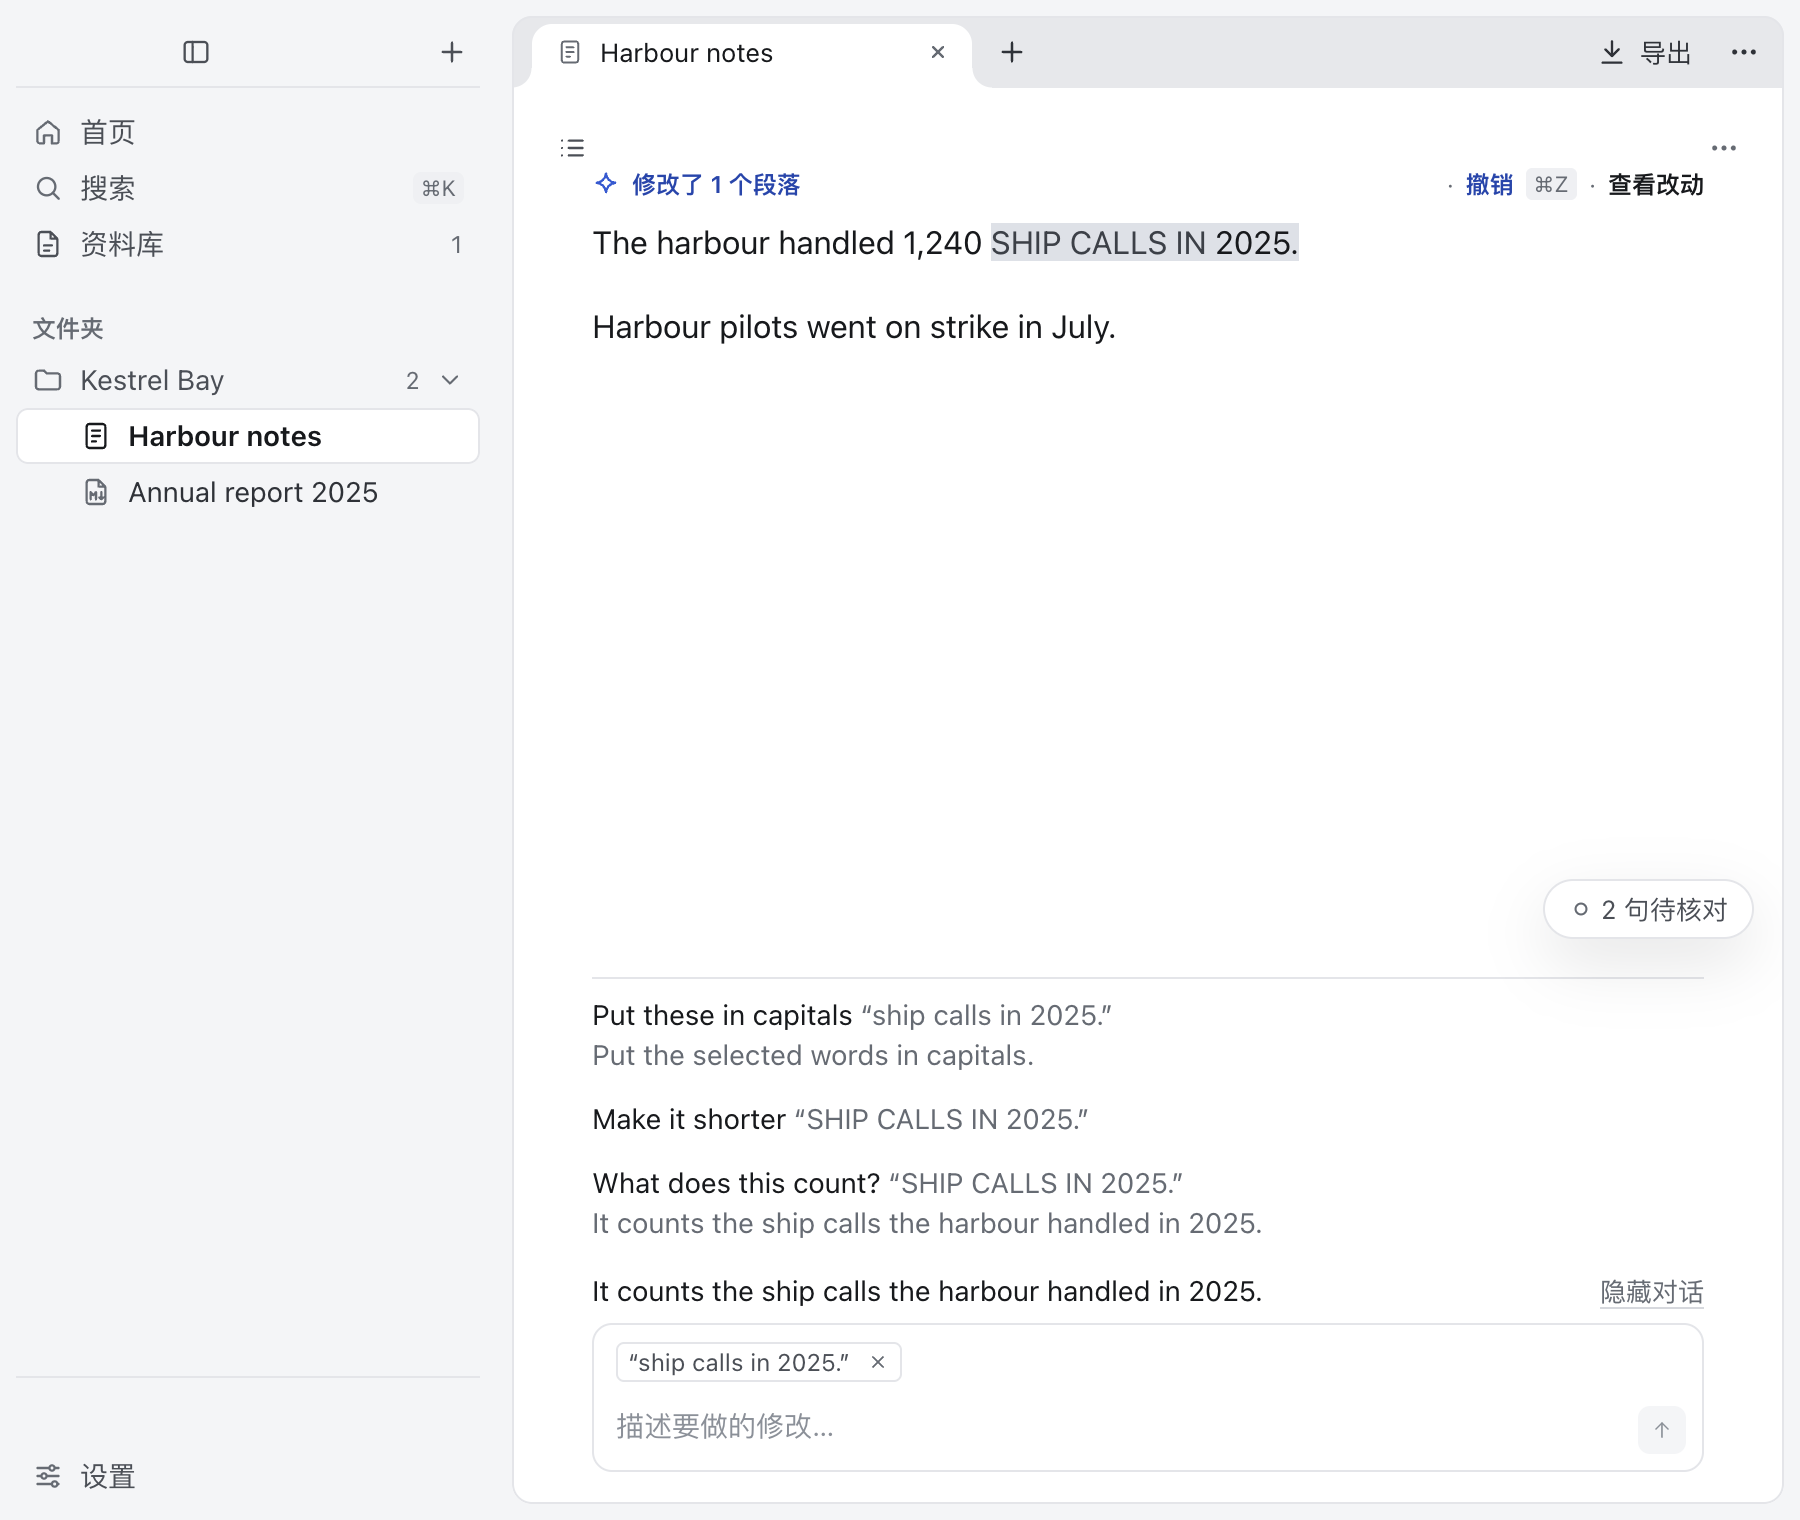 首页
搜索 ⌘K
资料库 1
文件夹
Kestrel Bay 2
Harbour notes
Annual report 2025
设置
Harbour notes
导出
修改了 1 个段落 · 撤销 ⌘Z · 查看改动
The harbour handled 1,240 SHIP CALLS IN 2025.
Harbour pilots went on strike in July.
2 句待核对
Put these in capitals “ship calls in 2025.”
Put the selected words in capitals.
Make it shorter “SHIP CALLS IN 2025.”
What does this count? “SHIP CALLS IN 2025.”
It counts the ship calls the harbour handled in 2025.
It counts the ship calls the harbour handled in 2025. 隐藏对话
“ship calls in 2025.”
描述要做的修改...